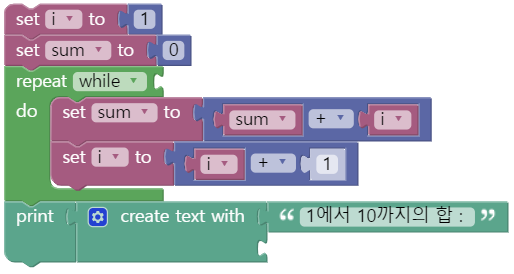 set i to 1
set sum to 0
repeat while
do set sum to sum + i
set i to i + 1
print create text with “ 1에서 10까지의 합 : ”